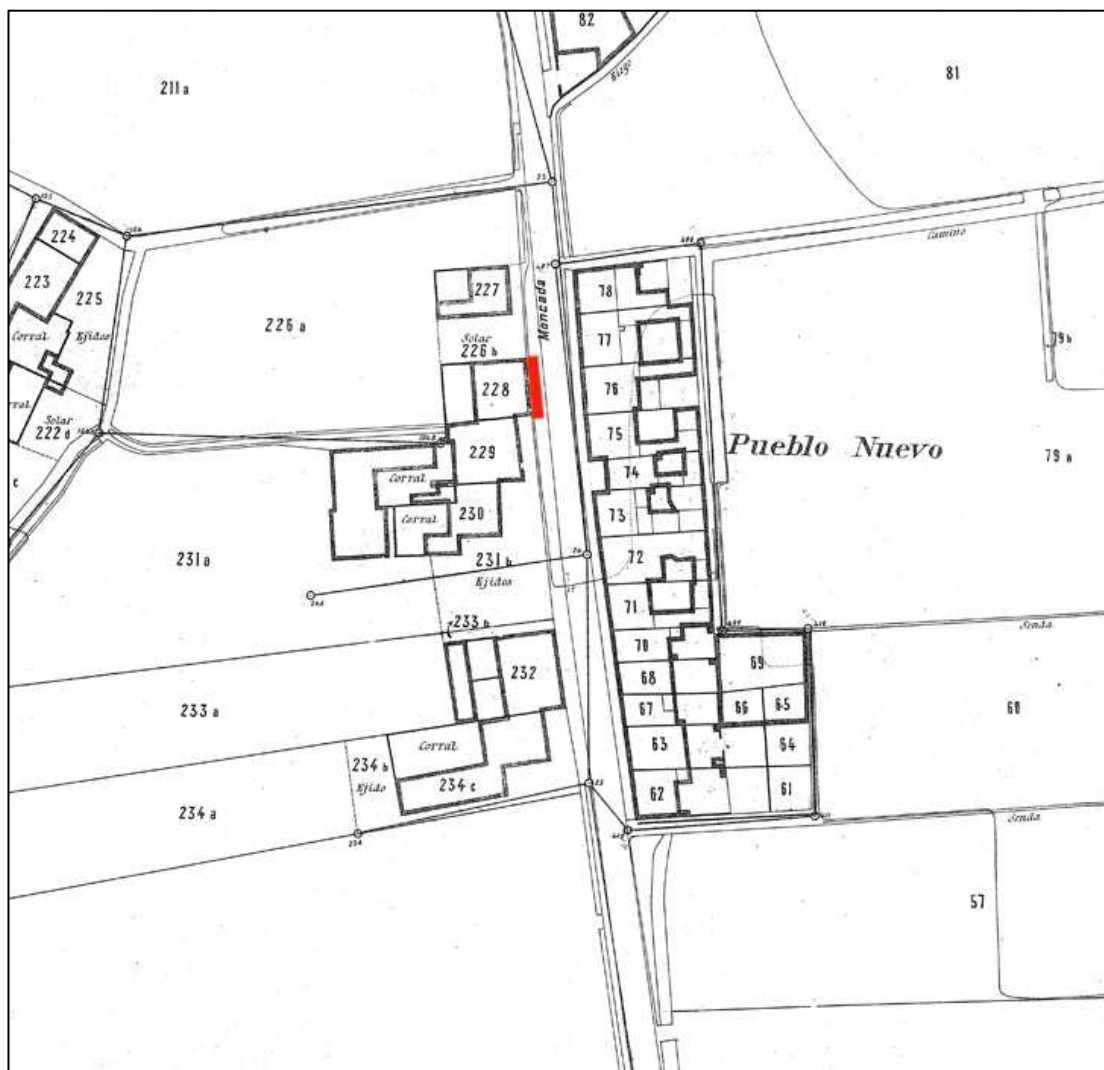 82
Riego
211 a
81
224
223
225
Corral
Ejidos
Solar
222 d
c
226 a
227
Solar
226 b
228
229
Corral
230
Corral
231 a
231 b
Ejidos
233 b
232
233 a
Corral
234 b
Ejido
234 c
234 a
234
Moncada
78
77
76
75
74
73
72
71
70
68
67
63
62
69
66
65
64
61
Camino
79 b
Pueblo Nuevo
79 a
Senda
60
Senda
57